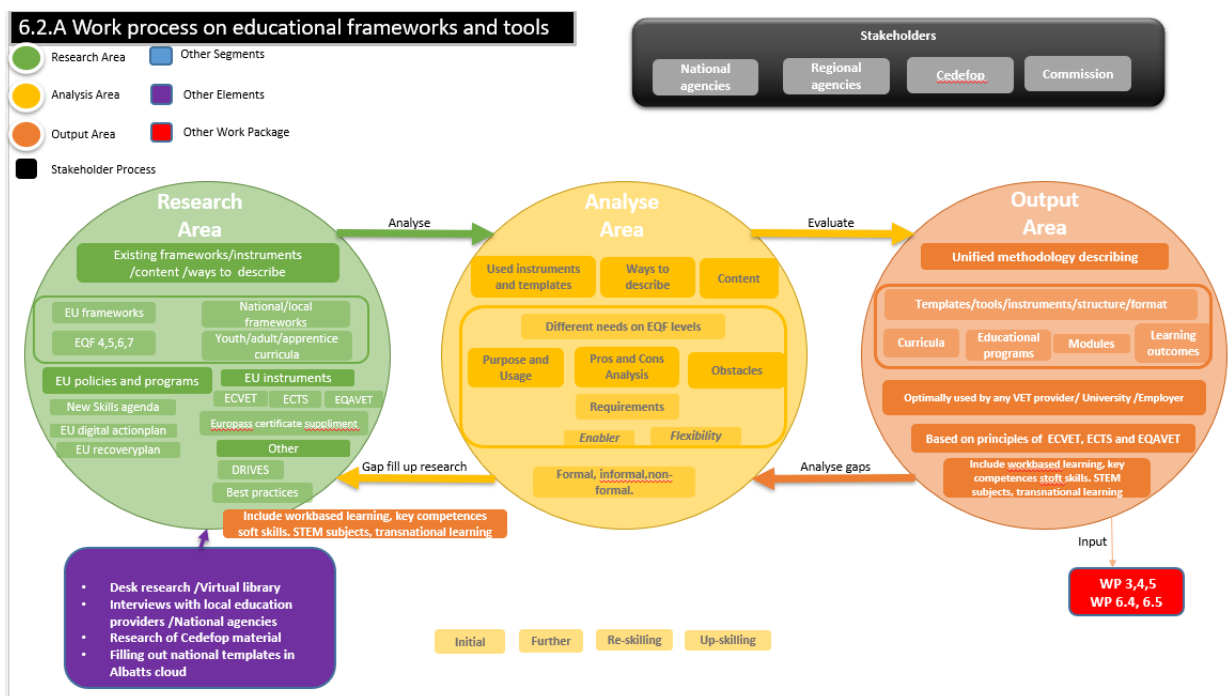 6.2.A Work process on educational frameworks and tools
Research Area
Other Segments
Analysis Area
Other Elements
Output Area
Other Work Package
Stakeholder Process
Stakeholders
National
agencies
Regional
agencies
Cedefop
Commission
Research
Area
Existing frameworks/instruments
/content /ways to describe
EU frameworks
National/local
frameworks
EQF 4,5,6,7
Youth/adult/apprentice
curricula
EU policies and programs
EU instruments
New Skills agenda
ECVET
ECTS
EQAVET
EU digital actionplan
Europass certificate suppliment
EU recoveryplan
Other
DRIVES
Best practices
Include workbased learning, key competences
soft skills. STEM subjects, transnational learning
Analyse
Gap fill up research
Analyse
Area
Used instruments
and templates
Ways to
describe
Content
Different needs on EQF levels
Purpose and
Usage
Pros and Cons
Analysis
Obstacles
Requirements
Enabler
Flexibility
Formal, informal,non-
formal.
Evaluate
Analyse gaps
Output
Area
Unified methodology describing
Templates/tools/instruments/structure/format
Curricula
Educational
programs
Modules
Learning
outcomes
Optimally used by any VET provider/ University /Employer
Based on principles of ECVET, ECTS and EQAVET
Include workbased learning, key
competences stoft skills. STEM
subjects, transnational learning
Input
WP 3,4,5
WP 6.4, 6.5
• Desk research /Virtual library
• Interviews with local education
providers /National agencies
• Research of Cedefop material
• Filling out national templates in
Albatts cloud
Initial
Further
Re-skilling
Up-skilling